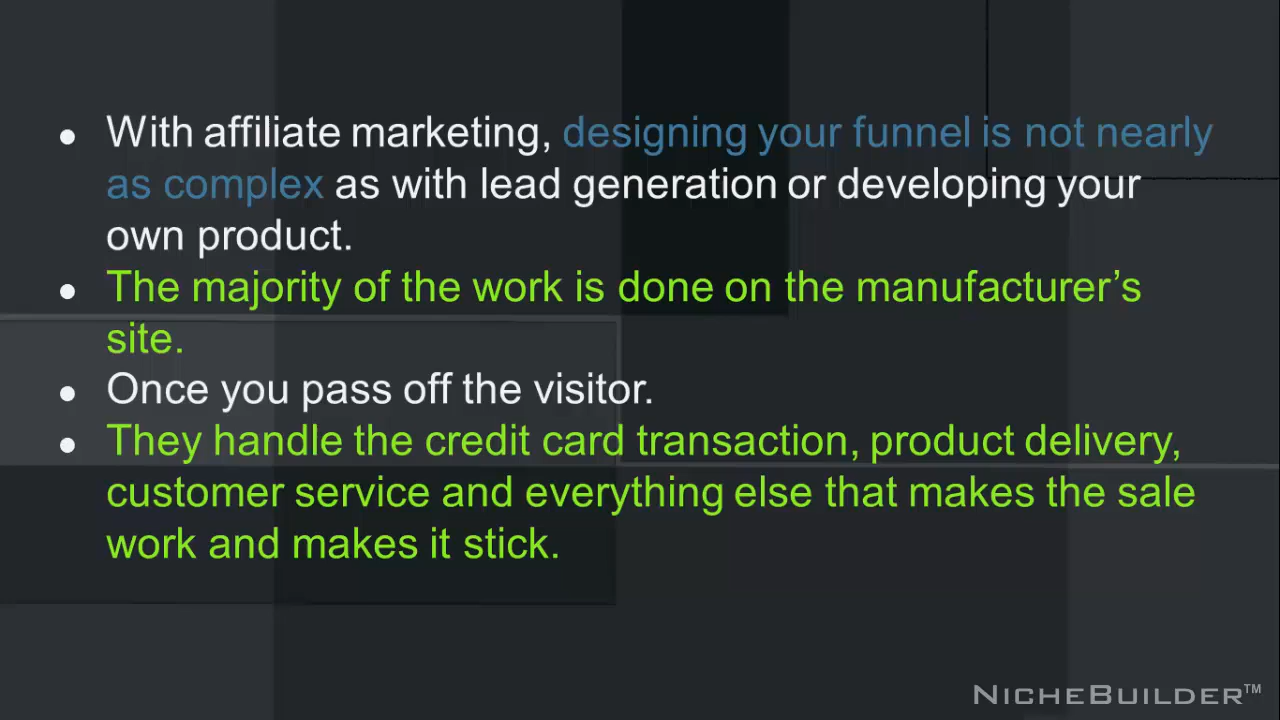 • With affiliate marketing, designing your funnel is not nearly
as complex as with lead generation or developing your
own product.
• The majority of the work is done on the manufacturer’s
site.
• Once you pass off the visitor.
• They handle the credit card transaction, product delivery,
customer service and everything else that makes the sale
work and makes it stick.
NICHEBUILDER™